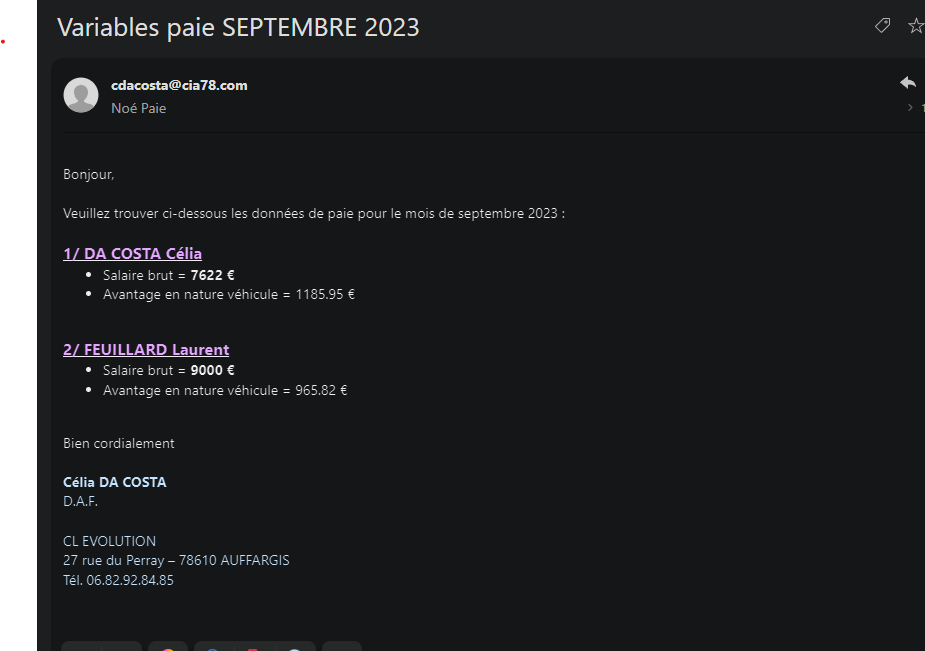 Variables paie SEPTEMBRE 2023
cdacosta@cia78.com
Noé Paie
Bonjour,
Veuillez trouver ci-dessous les données de paie pour le mois de septembre 2023 :
1/ DA COSTA Célia
• Salaire brut = 7622 €
• Avantage en nature véhicule = 1185.95 €
2/ FEUILLARD Laurent
• Salaire brut = 9000 €
• Avantage en nature véhicule = 965.82 €
Bien cordialement
Célia DA COSTA
D.A.F.
CL EVOLUTION
27 rue du Perray – 78610 AUFFARGIS
Tél. 06.82.92.84.85